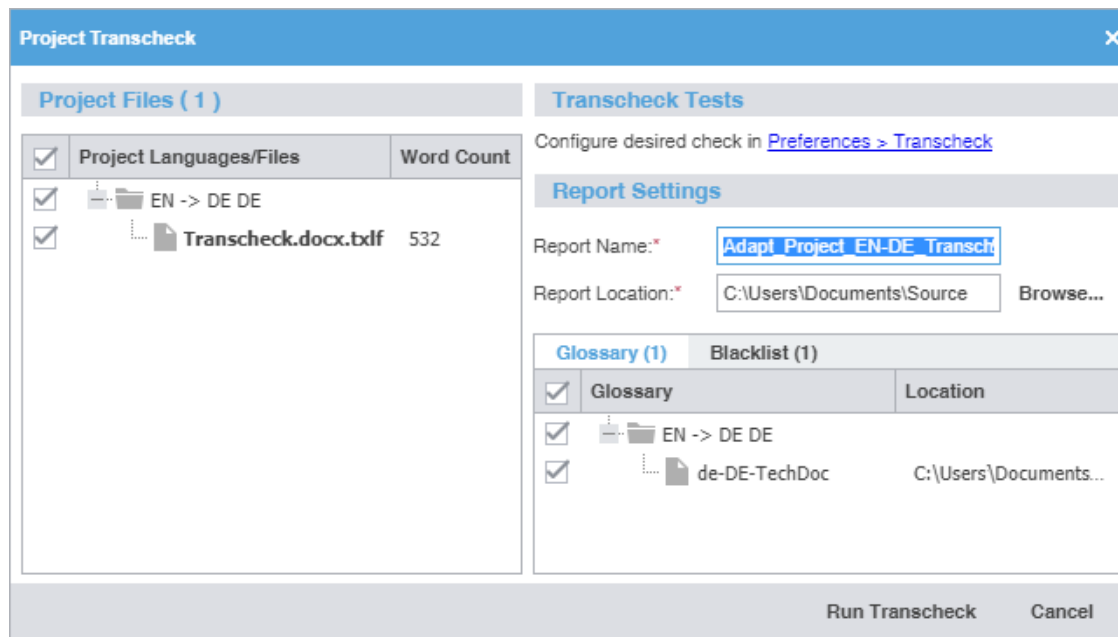 Project Transcheck
Project Files ( 1 )
Project Languages/Files Word Count
EN -> DE DE
Transcheck.docx.txlf 532
Transcheck Tests
Configure desired check in Preferences > Transcheck
Report Settings
Report Name:* Adapt_Project_EN-DE_Transch
Report Location:* C:\Users\Documents\Source Browse...
Glossary (1) Blacklist (1)
Glossary Location
EN -> DE DE
de-DE-TechDoc C:\Users\Documents...
Run Transcheck Cancel